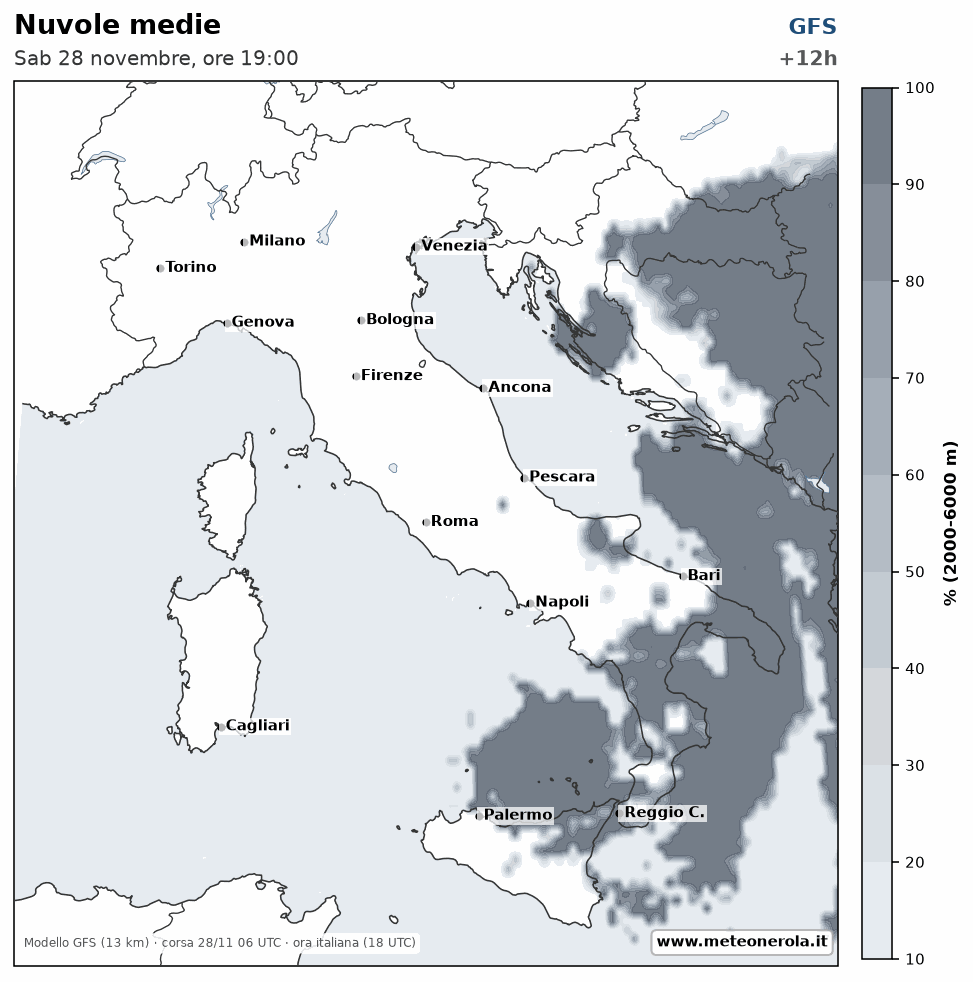 Nuvole medie
GFS
Sab 28 novembre, ore 19:00
+12h
100
90
80
70
60
50
40
30
20
10
% (2000-6000 m)
Milano
Venezia
Torino
Genova
Bologna
Firenze
Ancona
Pescara
Roma
Bari
Napoli
Cagliari
Palermo
Reggio C.
Modello GFS (13 km) · corsa 28/11 06 UTC · ora italiana (18 UTC)
www.meteonerola.it